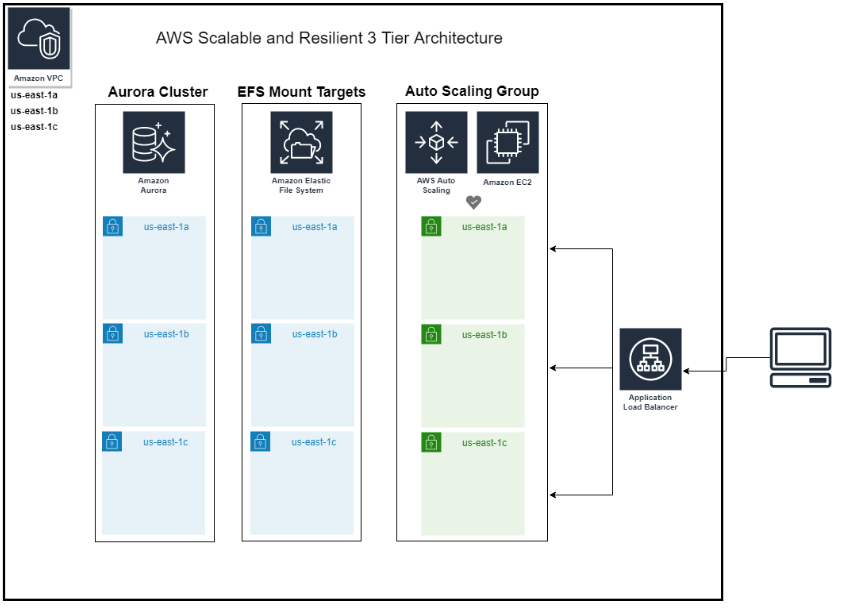 AWS Scalable and Resilient 3 Tier Architecture
Amazon VPC
us-east-1a
us-east-1b
us-east-1c
Aurora Cluster
Amazon
Aurora
us-east-1a
us-east-1b
us-east-1c
EFS Mount Targets
Amazon Elastic
File System
us-east-1a
us-east-1b
us-east-1c
Auto Scaling Group
AWS Auto
Scaling
Amazon EC2
us-east-1a
us-east-1b
us-east-1c
Application
Load Balancer